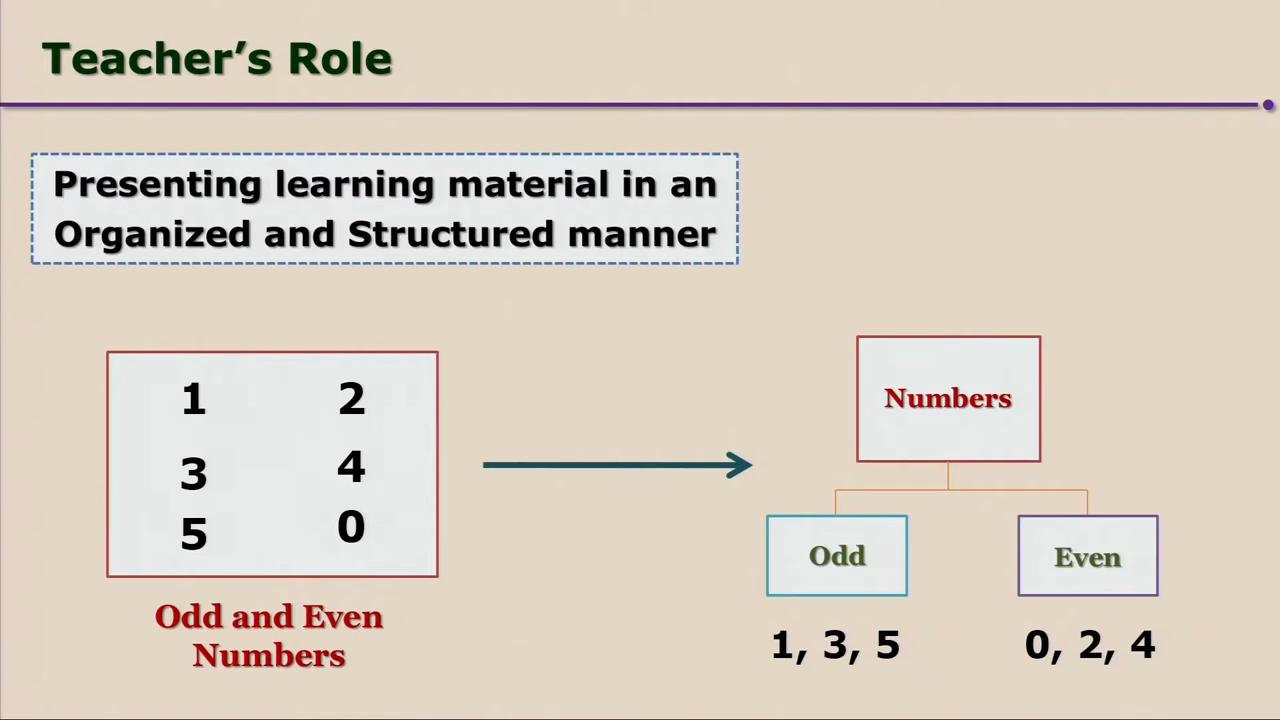 Teacher’s Role
Presenting learning material in an
Organized and Structured manner
1 2
3 4
5 0
Odd and Even
Numbers
Numbers
Odd
Even
1, 3, 5
0, 2, 4